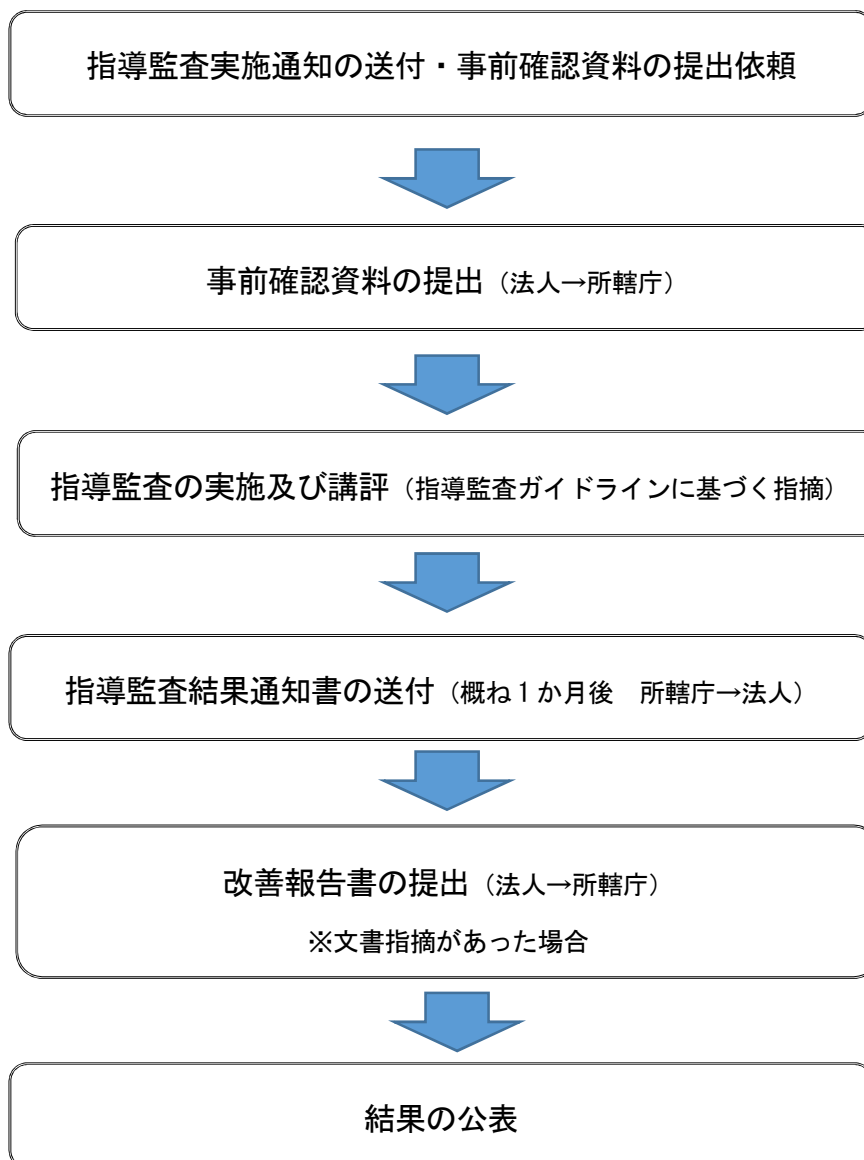 指導監査実施通知の送付・事前確認資料の提出依頼
事前確認資料の提出（法人→所轄庁）
指導監査の実施及び講評（指導監査ガイドラインに基づく指摘）
指導監査結果通知書の送付（概ね１か月後　所轄庁→法人）
改善報告書の提出（法人→所轄庁）
※文書指摘があった場合
結果の公表